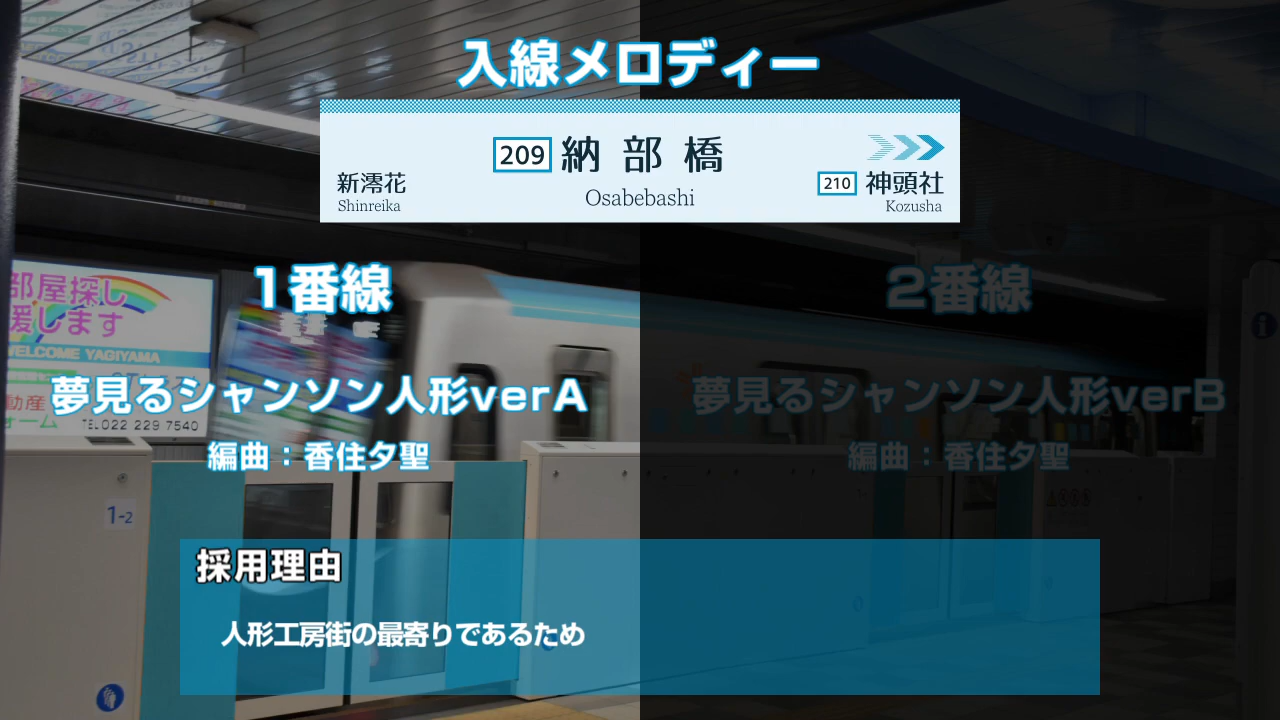 入線メロディー
209 納部橋
新澪花
210 神頭社
Shinreika
Osabebashi
Kozusha
1番線
2番線
部屋探し
援します
WELCOME YAGIYAMA
夢見るシャンソン人形verA
夢見るシャンソン人形verB
動産
ォーム
TEL022 229 7540
編曲：香住夕聖
編曲：香住夕聖
1-2
採用理由
人形工房街の最寄りであるため